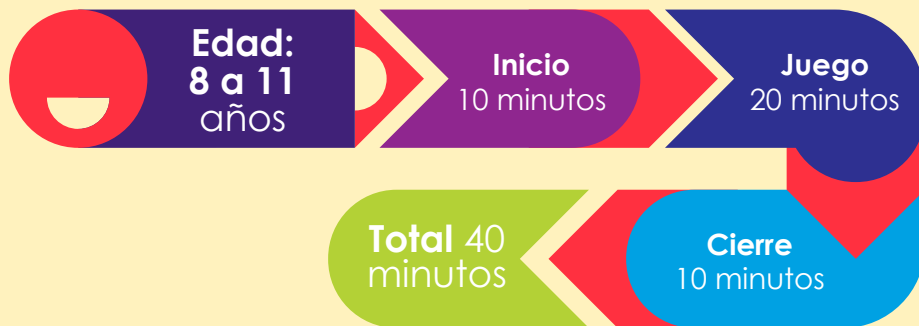 Edad:
8 a 11
años
Inicio
10 minutos
Juego
20 minutos
Cierre
10 minutos
Total 40
minutos